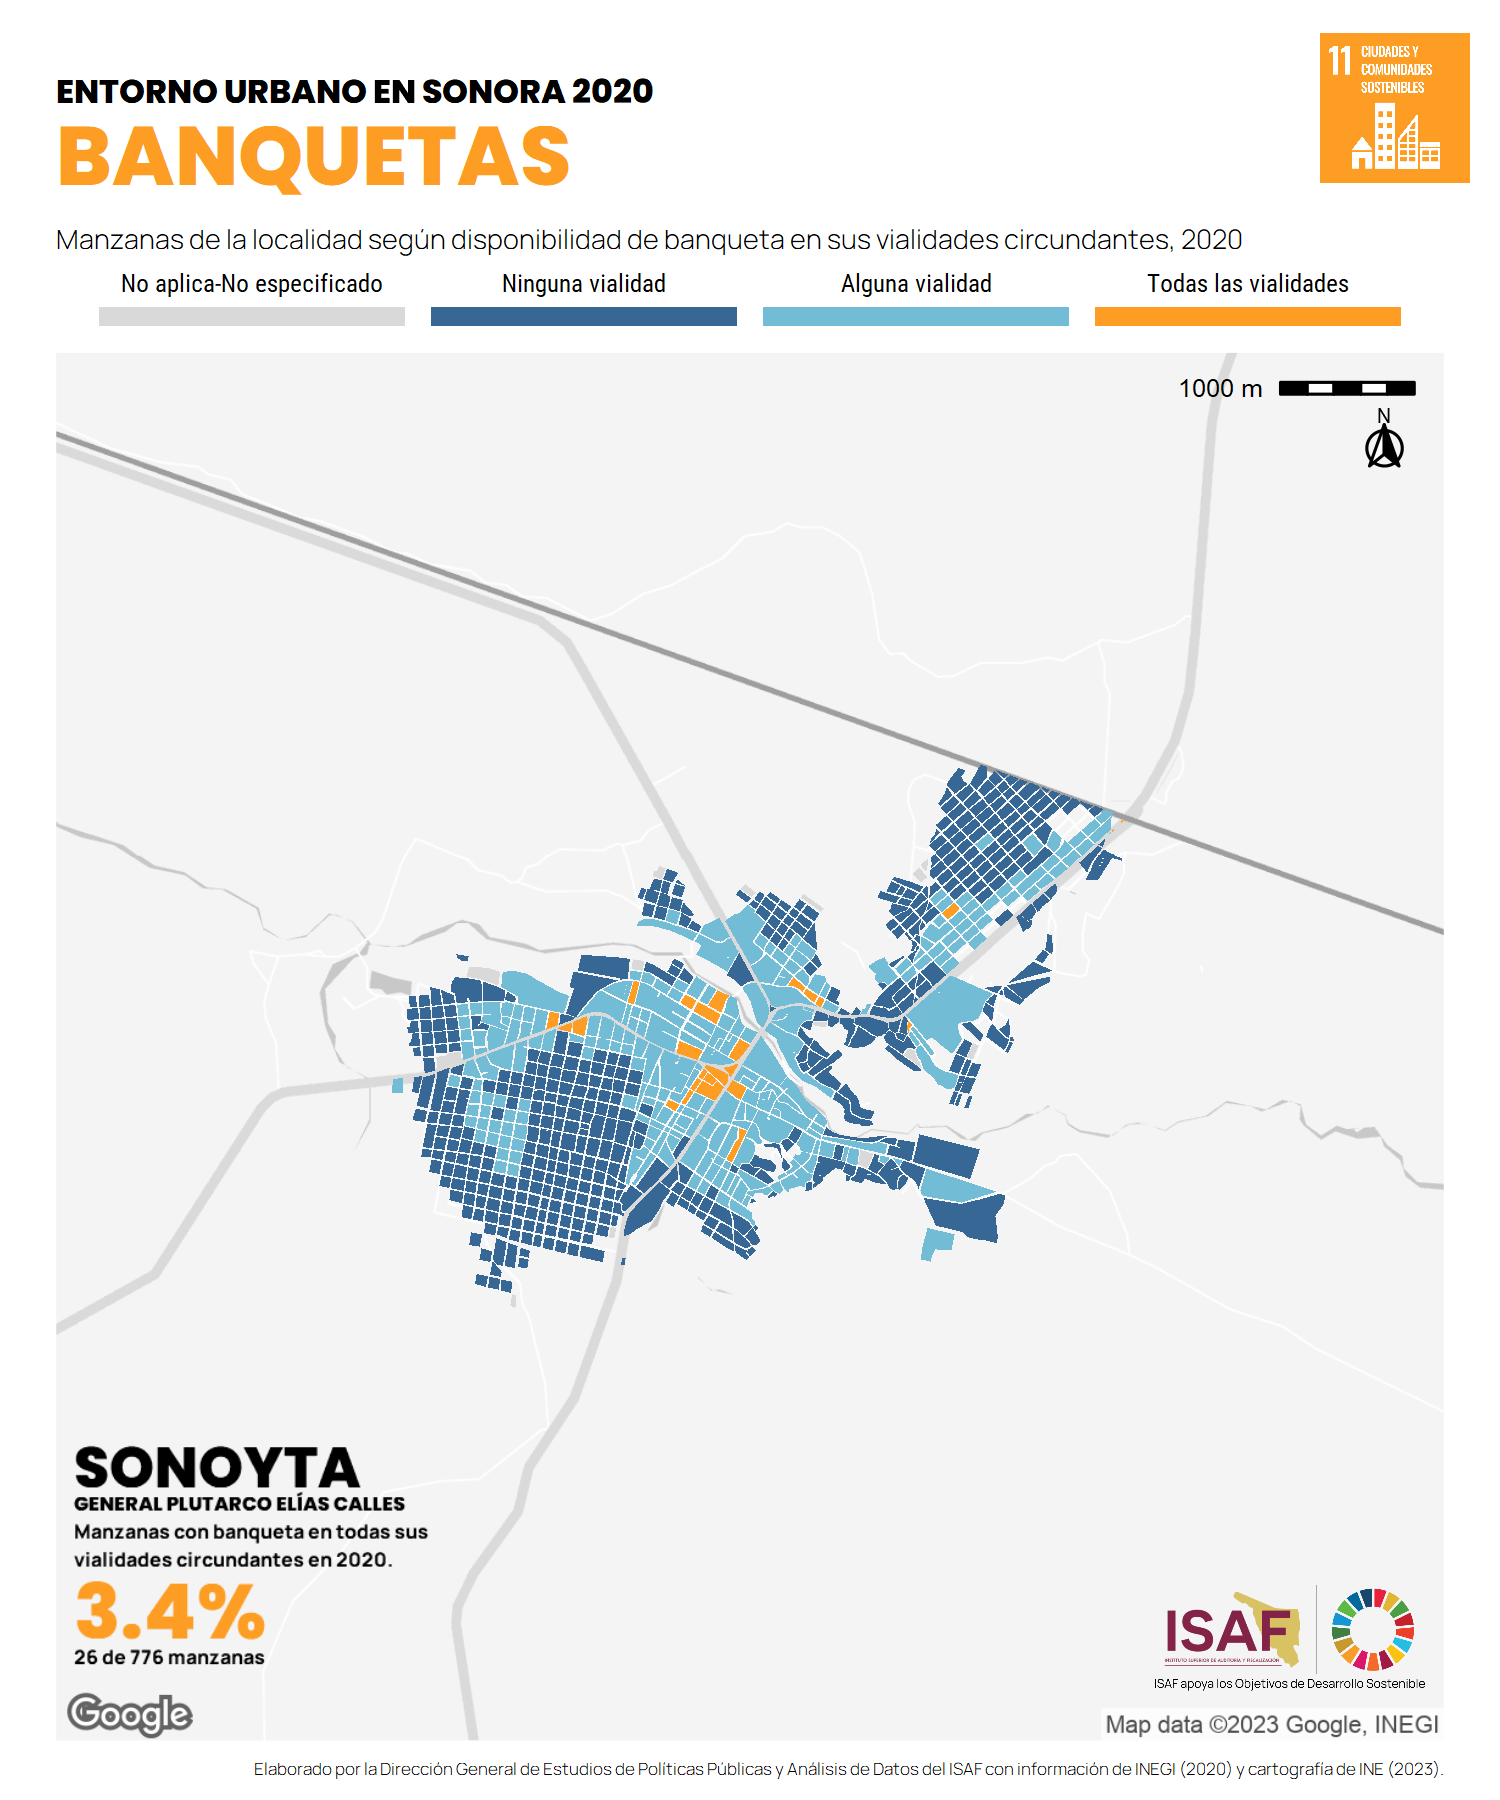 11 CIUDADES Y
COMUNIDADES
SOSTENIBLES
ENTORNO URBANO EN SONORA 2020
BANQUETAS
Manzanas de la localidad según disponibilidad de banqueta en sus vialidades circundantes, 2020
No aplica-No especificado
Ninguna vialidad
Alguna vialidad
Todas las vialidades
1000 m
N
SONOYTA
GENERAL PLUTARCO ELÍAS CALLES
Manzanas con banqueta en todas sus
vialidades circundantes en 2020.
3.4%
26 de 776 manzanas
Google
ISAF
INSTITUTO SUPERIOR DE AUDITORÍA Y FISCALIZACIÓN
ISAF apoya los Objetivos de Desarrollo Sostenible
Map data ©2023 Google, INEGI
Elaborado por la Dirección General de Estudios de Políticas Públicas y Análisis de Datos del ISAF con información de INEGI (2020) y cartografía de INE (2023).